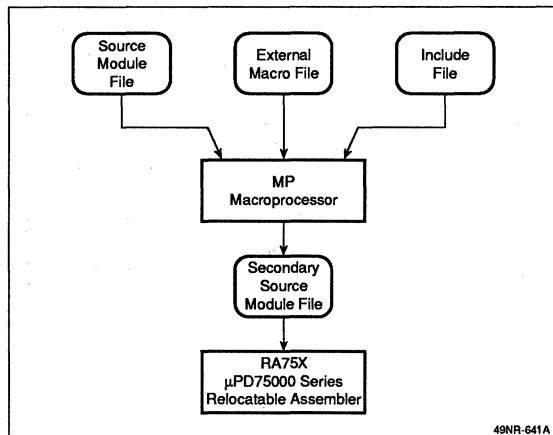 Source
Module
File
External
Macro File
Include
File
MP
Macroprocessor
Secondary
Source
Module File
RA75X
μPD75000 Series
Relocatable Assembler
49NR-641A